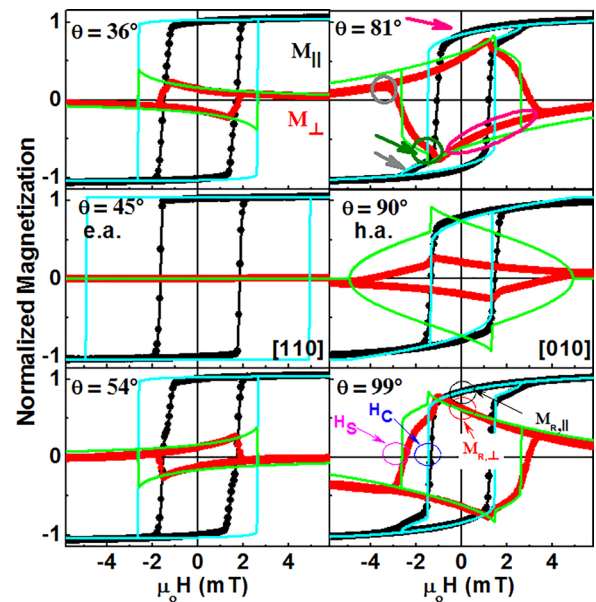 Normalized Magnetization
θ = 36°
M||
M⊥
1
0
-1
θ = 81°
θ = 45°
e.a.
[110]
1
0
-1
θ = 90°
h.a.
[010]
θ = 54°
1
0
-1
θ = 99°
HS
HC
MR,||
MR,⊥
-4 -2 0 2 4
μoH (mT)
-4 -2 0 2 4
μoH (mT)